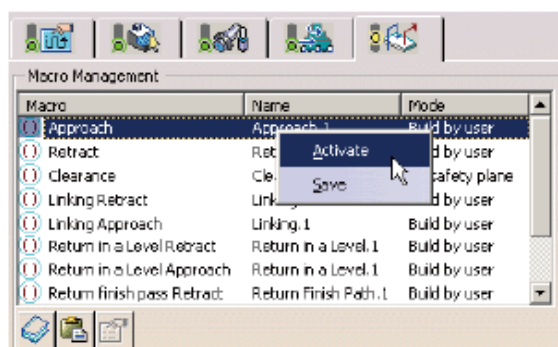 Macro Management
Macro Name Mode
Approach Approach.1 Build by user
Retract Ret Activate d by user
Clearance Cle Save safety plane
Linking Retract Build by user
Linking Approach Linking.1 Build by user
Return in a Level Retract Return in a Level.1 Build by user
Return in a Level Approach Return in a Level.1 Build by user
Return finish pass Retract Return Finish Path.1 Build by user